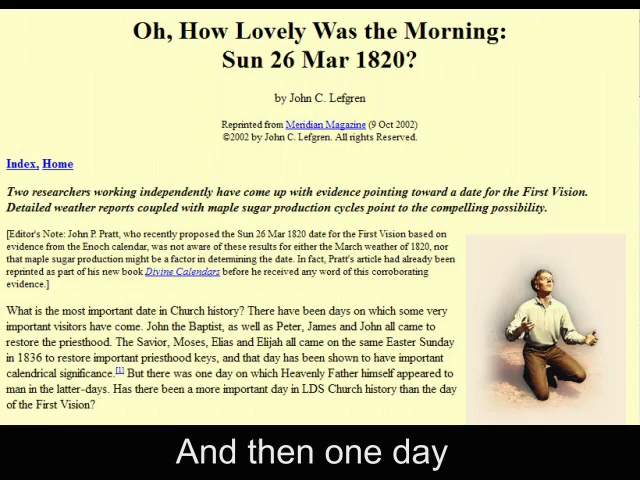 Oh, How Lovely Was the Morning:
Sun 26 Mar 1820?
by John C. Lefgren
Reprinted from Meridian Magazine (9 Oct 2002)
©2002 by John C. Lefgren. All rights Reserved.
Index, Home
Two researchers working independently have come up with evidence pointing toward a date for the First Vision.
Detailed weather reports coupled with maple sugar production cycles point to the compelling possibility.
[Editor's Note: John P. Pratt, who recently proposed the Sun 26 Mar 1820 date for the First Vision based on
evidence from the Enoch calendar, was not aware of these results for either the March weather of 1820, nor
that maple sugar production might be a factor in determining the date. In fact, Pratt's article had already been
reprinted as part of his new book Divine Calendars before he received any word of this corroborating
evidence.]
What is the most important date in Church history? There have been days on which some very
important visitors have come. John the Baptist, as well as Peter, James and John all came to
restore the priesthood. The Savior, Moses, Elias and Elijah all came on the same Easter Sunday
in 1836 to restore important priesthood keys, and that day has been shown to have important
calendrical significance.[1] But there was one day on which Heavenly Father himself appeared to
man in the latter-days. Has there been a more important day in LDS Church history than the day
of the First Vision?
And then one day